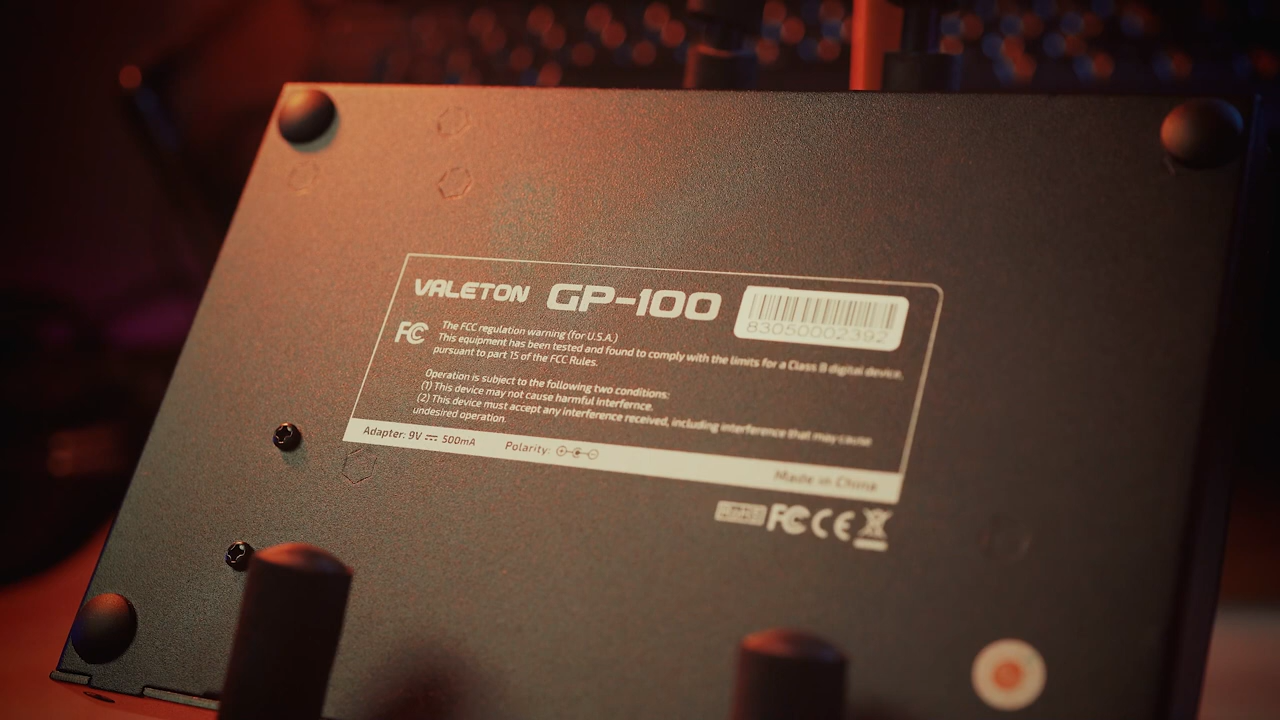 VALETON GP-100
83050002392
FC The FCC regulation warning (for U.S.A.)
This equipment has been tested and found to comply with the limits for a Class B digital device,
pursuant to part 15 of the FCC Rules.
Operation is subject to the following two conditions:
(1) This device may not cause harmful interfernce.
(2) This device must accept any interference received, including interference that may cause
undesired operation.
Adapter: 9V ⎓ 500mA Polarity: Made in China
RoHS FC CE